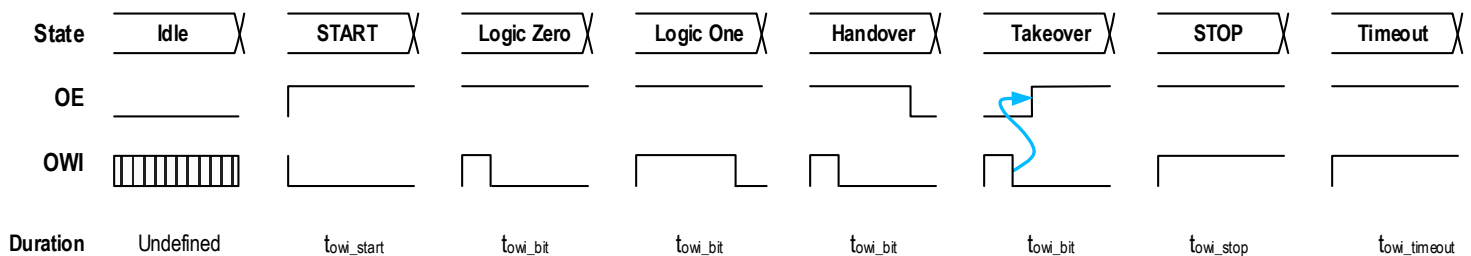 State Idle START Logic Zero Logic One Handover Takeover STOP Timeout
OE
OWI
Duration Undefined towi_start towi_bit towi_bit towi_bit towi_bit towi_stop towi_timeout